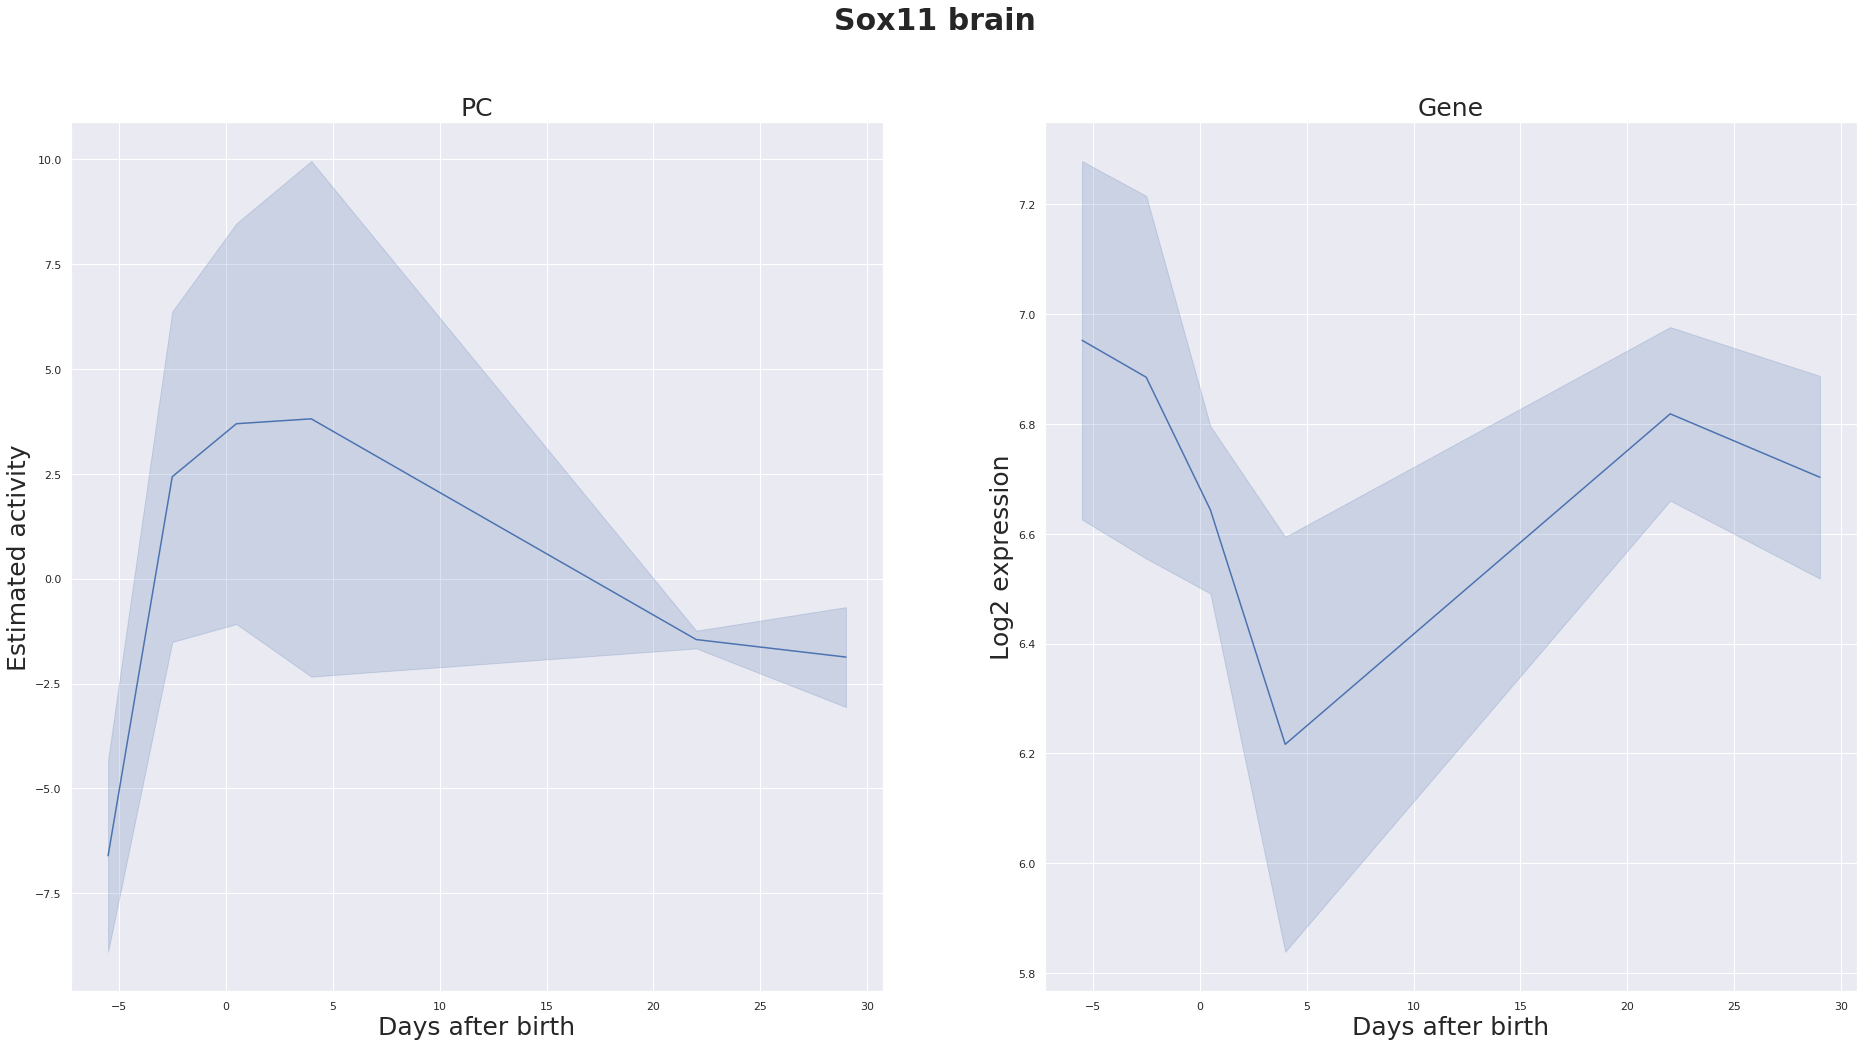 Sox11 brain
PC
Estimated activity
10.0
7.5
5.0
2.5
0.0
−2.5
−5.0
−7.5
−5 0 5 10 15 20 25 30
Days after birth
Gene
Log2 expression
7.2
7.0
6.8
6.6
6.4
6.2
6.0
5.8
−5 0 5 10 15 20 25 30
Days after birth